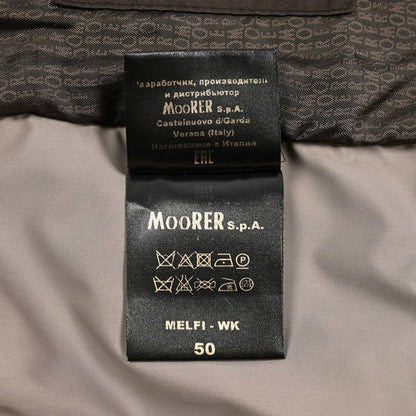 Разработчик, производитель
и дистрибьютор
MOORER S.p.A.
Castelnuovo d/Garda
Verona (Italy)
Изготовлено в Италии
EAC
MOORER S.p.A.
MELFI - WK
50